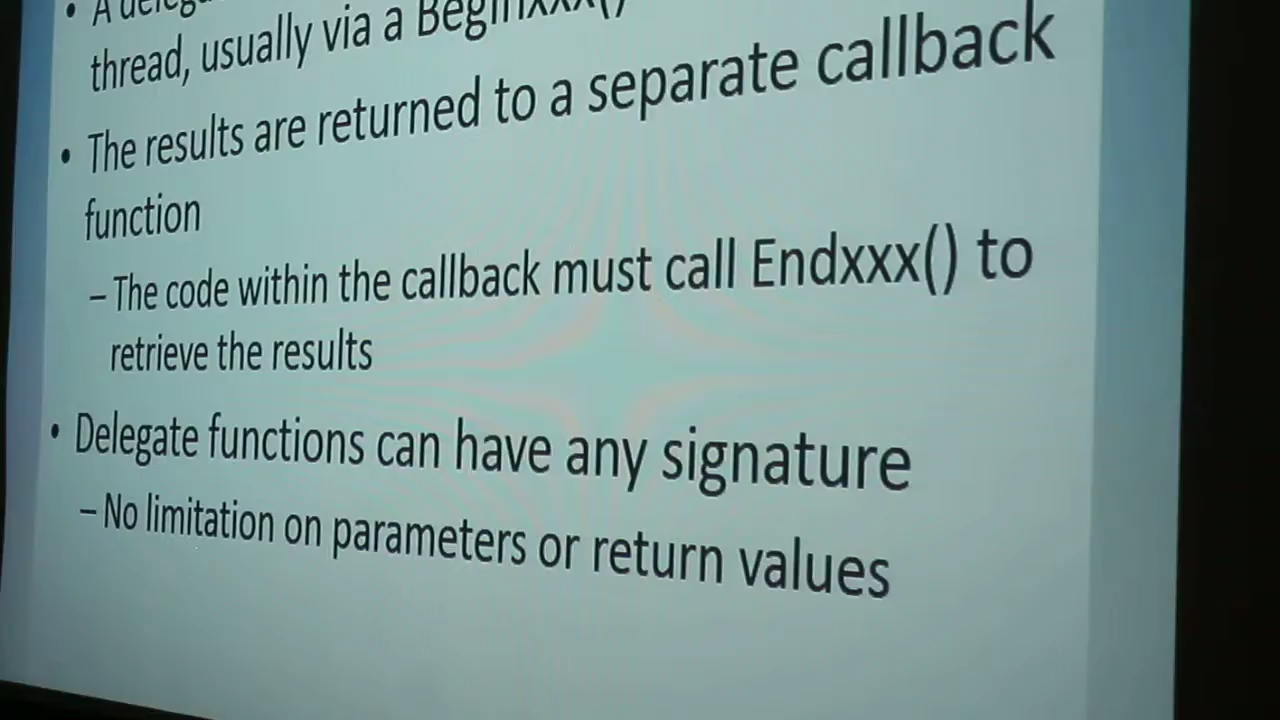 • A
thread, usually via a Beginxxx()
• The results are returned to a separate callback
function
– The code within the callback must call Endxxx() to
retrieve the results
• Delegate functions can have any signature
– No limitation on parameters or return values